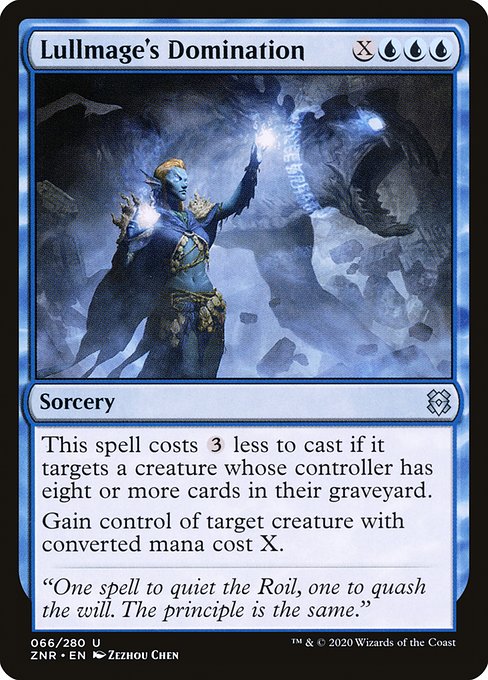 Lullmage's Domination X
Sorcery
This spell costs 3 less to cast if it
targets a creature whose controller has
eight or more cards in their graveyard.
Gain control of target creature with
converted mana cost X.
“One spell to quiet the Roil, one to quash
the will. The principle is the same.”
066/280 U
ZNR • EN Zezhou Chen
™ & © 2020 Wizards of the Coast